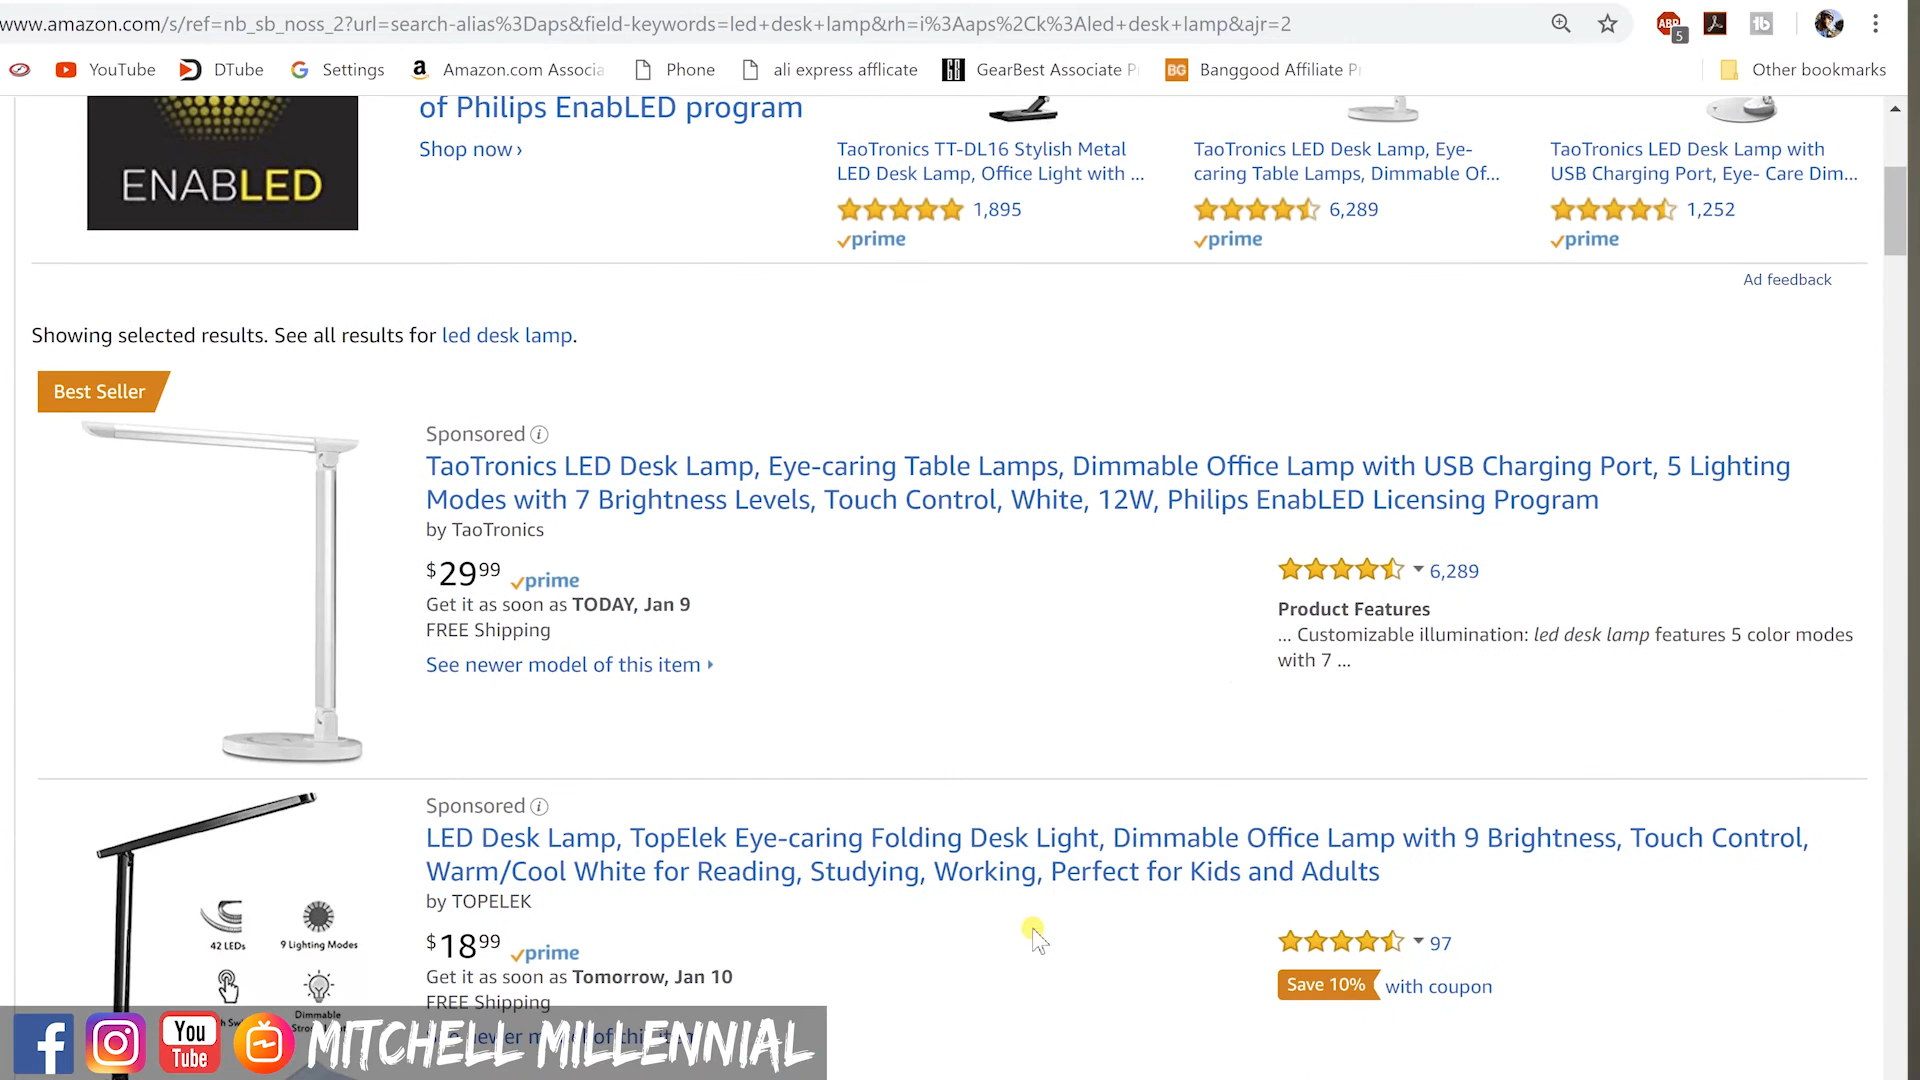 www.amazon.com/s/ref=nb_sb_noss_2?url=search-alias%3Daps&field-keywords=led+desk+lamp&rh=i%3Aaps%2Ck%3Aled+desk+lamp&ajr=2
ABP
5
YouTube
DTube
Settings
Amazon.com Associa
Phone
ali express afflicate
GearBest Associate P
BG
Banggood Affiliate Pr
Other bookmarks
ENABLED
of Philips EnabLED program
Shop now ›
TaoTronics TT-DL16 Stylish Metal
LED Desk Lamp, Office Light with ...
1,895
prime
TaoTronics LED Desk Lamp, Eye-
caring Table Lamps, Dimmable Of...
6,289
prime
TaoTronics LED Desk Lamp with
USB Charging Port, Eye- Care Dim...
1,252
prime
Ad feedback
Showing selected results. See all results for led desk lamp.
Best Seller
Sponsored
TaoTronics LED Desk Lamp, Eye-caring Table Lamps, Dimmable Office Lamp with USB Charging Port, 5 Lighting
Modes with 7 Brightness Levels, Touch Control, White, 12W, Philips EnabLED Licensing Program
by TaoTronics
$29 99 prime
Get it as soon as TODAY, Jan 9
FREE Shipping
See newer model of this item
6,289
Product Features
... Customizable illumination: led desk lamp features 5 color modes
with 7 ...
Sponsored
LED Desk Lamp, TopElek Eye-caring Folding Desk Light, Dimmable Office Lamp with 9 Brightness, Touch Control,
Warm/Cool White for Reading, Studying, Working, Perfect for Kids and Adults
by TOPELEK
$18 99 prime
Get it as soon as Tomorrow, Jan 10
FREE Shipping
97
Save 10% with coupon
42 LEDs
9 Lighting Modes
Dimmable
You
Tube
MITCHELL MILLENNIAL